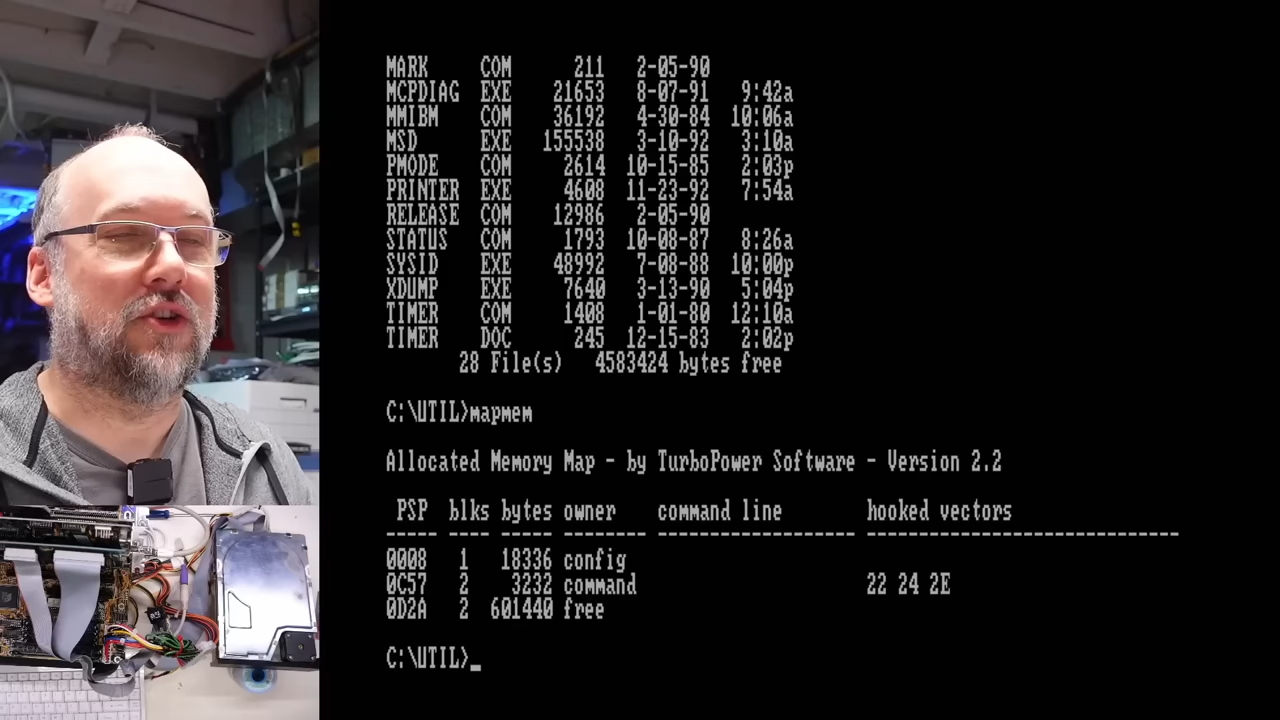 MARK COM 211 2-05-90
MCPDIAG EXE 21653 8-07-91 9:42a
MMIBM COM 36192 4-30-84 10:06a
MSD EXE 155538 3-10-92 3:10a
PMODE COM 2614 10-15-85 2:03p
PRINTER EXE 4608 11-23-92 7:54a
RELEASE COM 12986 2-05-90
STATUS COM 1793 10-08-87 8:26a
SYSID EXE 48992 7-08-88 10:00p
XDUMP EXE 7640 3-13-90 5:04p
TIMER COM 1408 1-01-80 12:10a
TIMER DOC 245 12-15-83 2:02p
28 File(s) 4583424 bytes free
C:\UTIL>mapmem
Allocated Memory Map - by TurboPower Software - Version 2.2
PSP blks bytes owner command line hooked vectors
----- ---- ----- -------- ------------------- ------------------------------
0008 1 18336 config
0C57 2 3232 command 22 24 2E
0D2A 2 601440 free
C:\UTIL>_